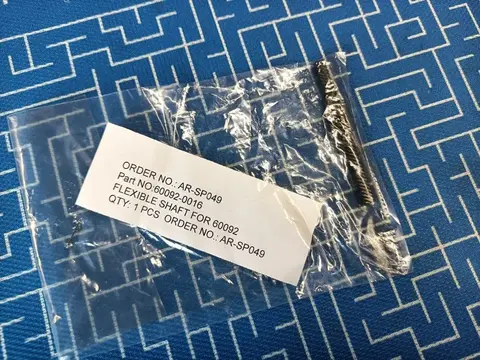 ORDER NO.: AR-SP049
Part NO:60092-0016
FLEXIBLE SHAFT FOR 60092
QTY: 1 PCS ORDER NO.: AR-SP049